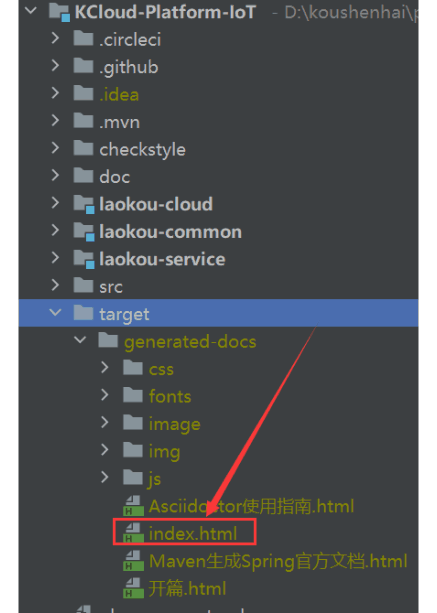 KCloud-Platform-IoT - D:\koushenhai\p
.circleci
.github
.idea
.mvn
checkstyle
doc
laokou-cloud
laokou-common
laokou-service
src
target
generated-docs
css
fonts
image
img
js
Asciidoctor使用指南.html
index.html
Maven生成Spring官方文档.html
开篇.html